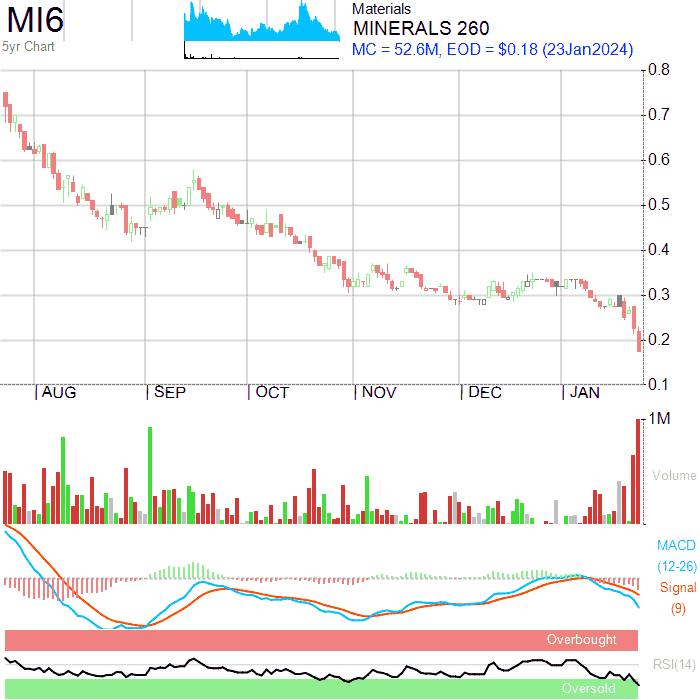 MI6
5yr Chart
Materials
MINERALS 260
MC = 52.6M, EOD = $0.18 (23Jan2024)
0.8
0.7
0.6
0.5
0.4
0.3
0.2
0.1
AUG SEP OCT NOV DEC JAN
1M
Volume
MACD
(12-26)
Signal
(9)
Overbought
RSI(14)
Oversold